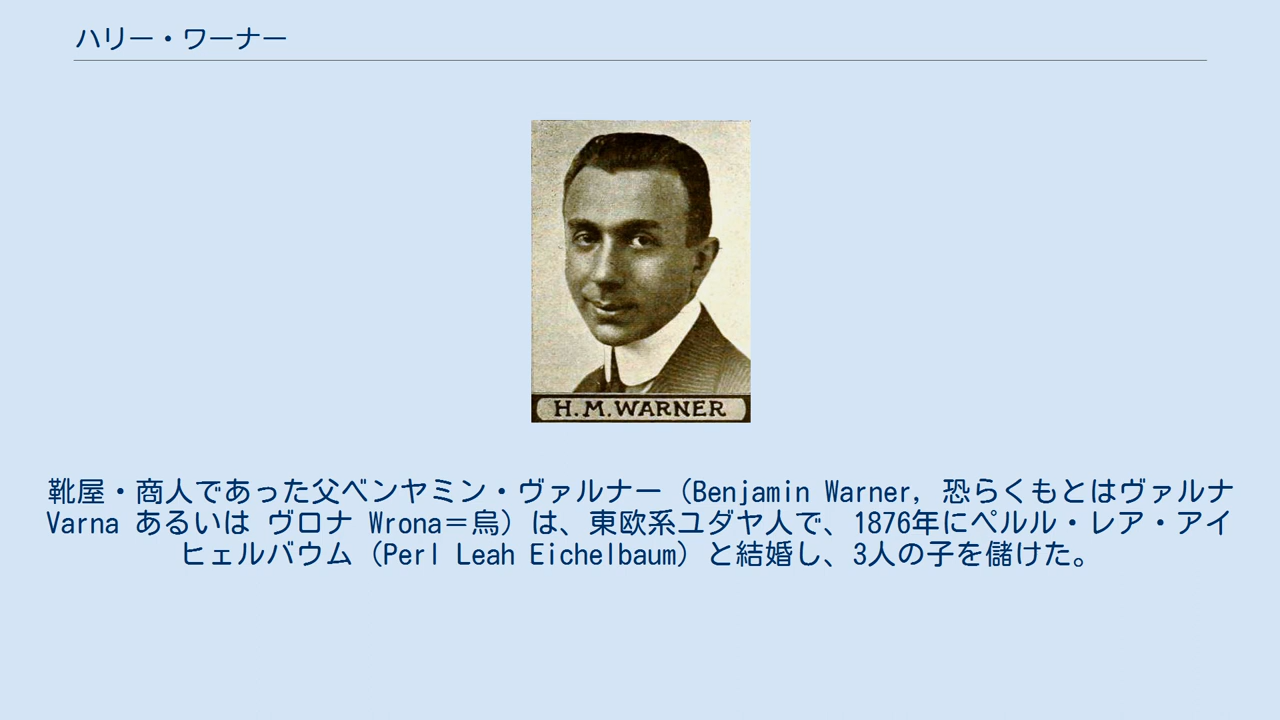 ハリー・ワーナー
H.M.WARNER
靴屋・商人であった父ベンヤミン・ヴァルナー（Benjamin Warner, 恐らくもとはヴァルナ
Varna あるいは ヴロナ Wrona＝烏）は、東欧系ユダヤ人で、1876年にペルル・レア・アイ
ヒェルバウム（Perl Leah Eichelbaum）と結婚し、3人の子を儲けた。